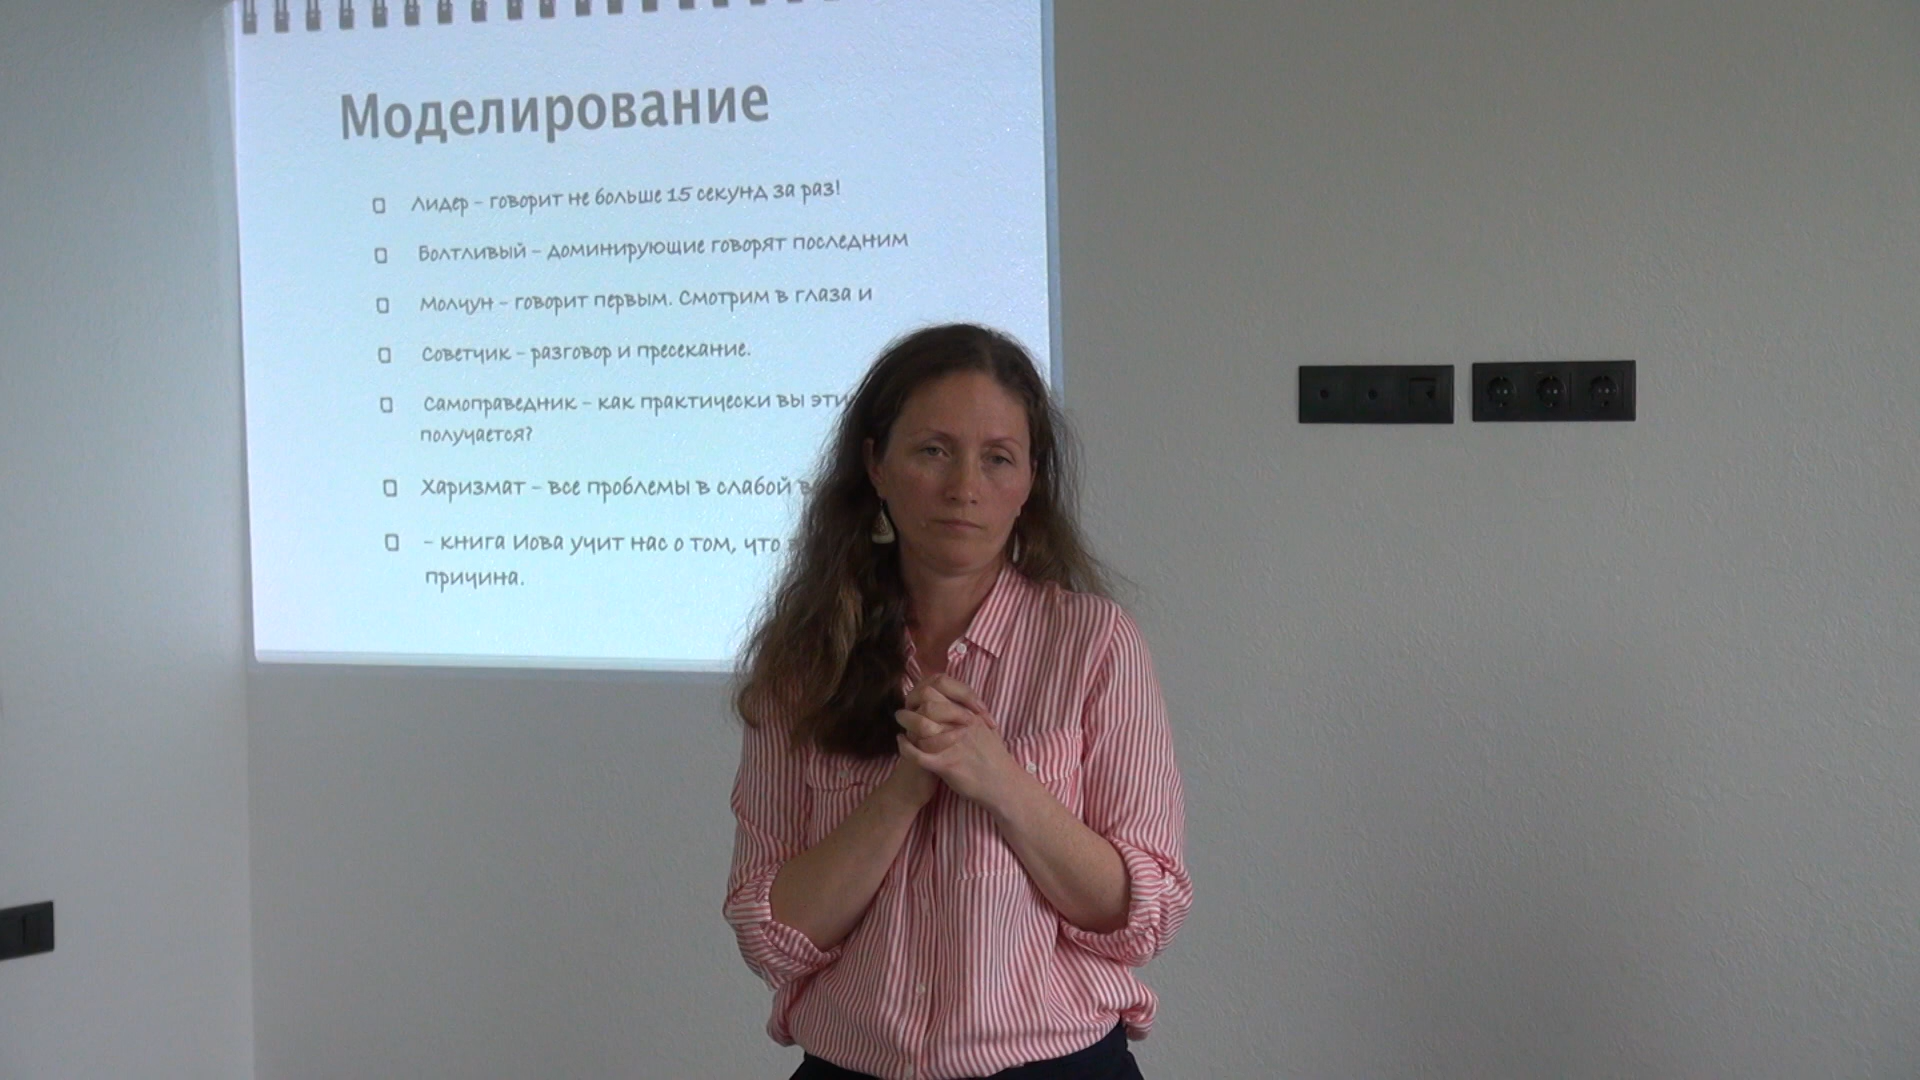 Моделирование
Лидер - говорит не больше 15 секунд за раз!
Болтливый - доминирующие говорят последним
Молчун - говорит первым. Смотрим в глаза и
Советчик - разговор и пресекание.
Самоправедник - как практически вы эти
получается?
Харизмат - все проблемы в слабой
- книга Иова учит нас о том, что
причина.